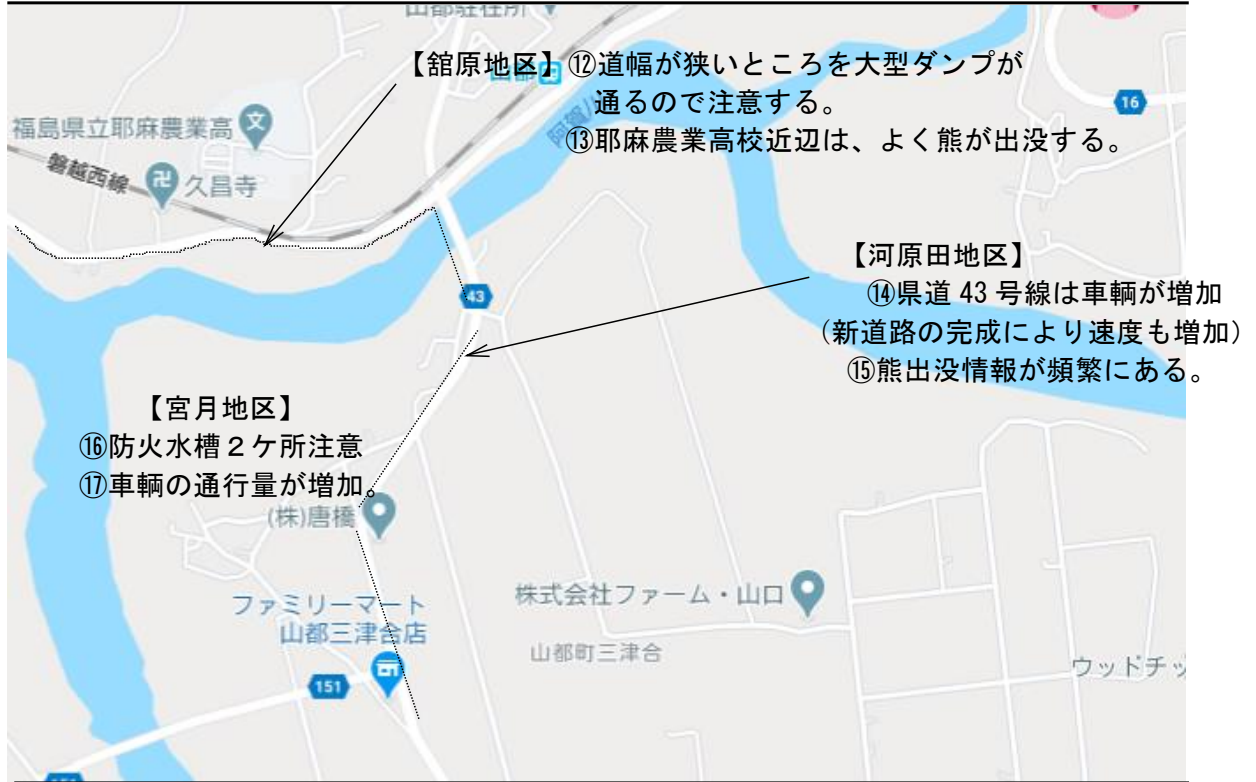 山都駐在所
【舘原地区】⑫道幅が狭いところを大型ダンプが
通るので注意する。
⑬耶麻農業高校近辺は、よく熊が出没する。
山都
阿賀川
16
福島県立耶麻農業高
磐越西線
久昌寺
【河原田地区】
⑭県道43号線は車輌が増加
(新道路の完成により速度も増加)
⑮熊出没情報が頻繁にある。
43
【宮月地区】
⑯防火水槽2ケ所注意
⑰車輌の通行量が増加。
(株)唐橋
ファミリーマート
山都三津合店
株式会社ファーム・山口
山都町三津合
ウッドチッ
151